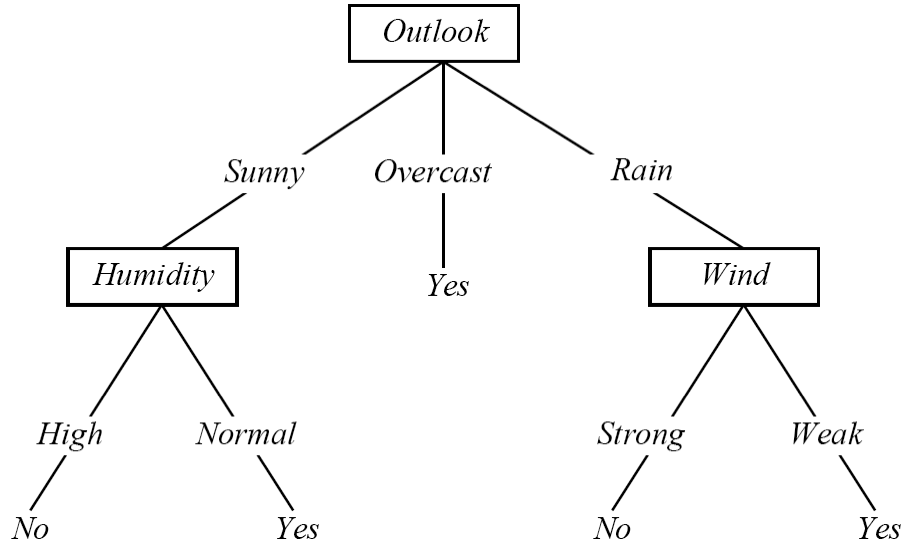 Outlook
Sunny Overcast Rain
Humidity Yes Wind
High Normal Strong Weak
No Yes No Yes